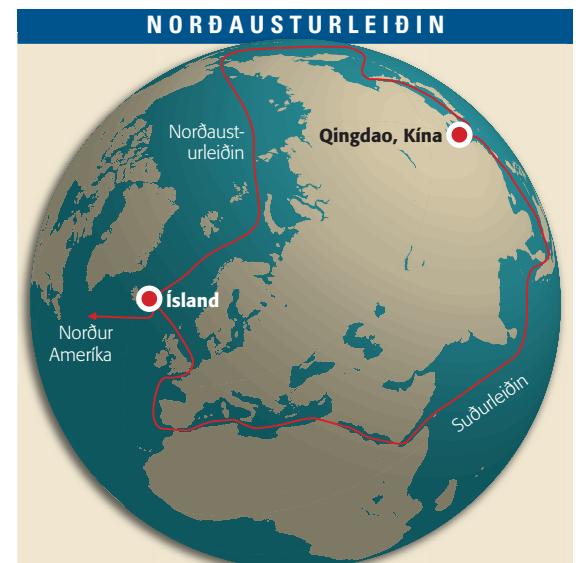 NORÐAUSTURLEIÐIN
Norðaust-
urleiðin
Qingdao, Kína
Ísland
Norður
Ameríka
Suðurleiðin